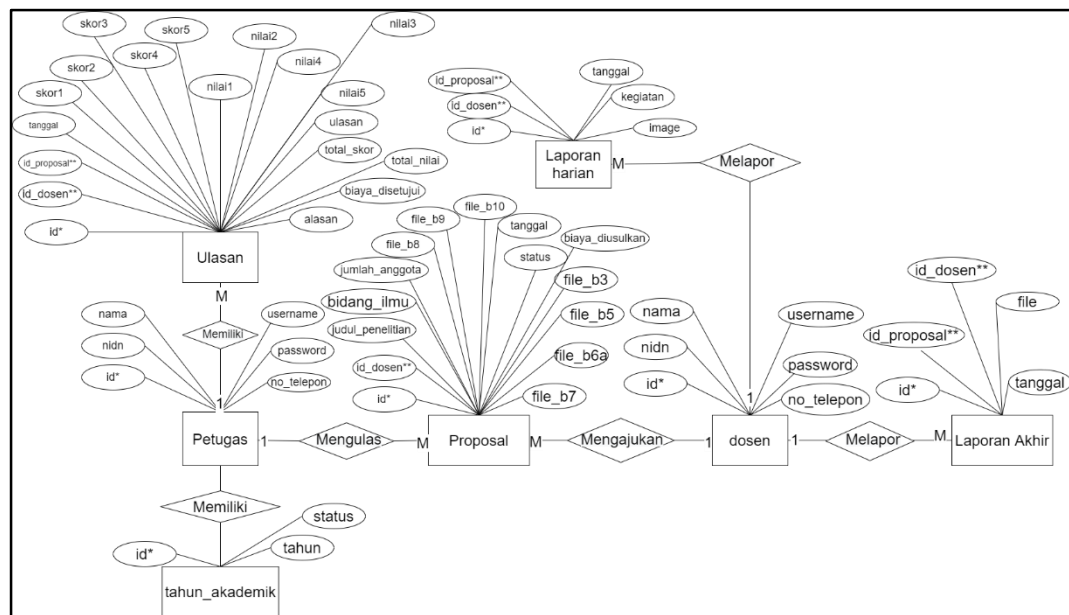 skor3
skor5
nilai2
nilai3
skor4
nilai4
skor2
skor1
nilai1
nilai5
tanggal
ulasan
id_proposal**
total_skor
id_dosen**
total_nilai
biaya_disetujui
id*
alasan
Ulasan
M
Memiliki
nama
username
nidn
password
id*
no_telepon
1
Petugas
1
Mengulas
M
Memiliki
status
id*
tahun
tahun_akademik
file_b10
file_b9
tanggal
file_b8
biaya_diusulkan
status
jumlah_anggota
file_b3
bidang_ilmu
file_b5
judul_penelitian
file_b6a
id_dosen**
id*
file_b7
Proposal
M
Mengajukan
1
tanggal
id_proposal**
kegiatan
id_dosen**
id*
image
Laporan
harian
M
Melapor
1
nama
username
nidn
password
id*
no_telepon
dosen
1
Melapor
M
id_dosen**
file
id_proposal**
id*
tanggal
Laporan Akhir